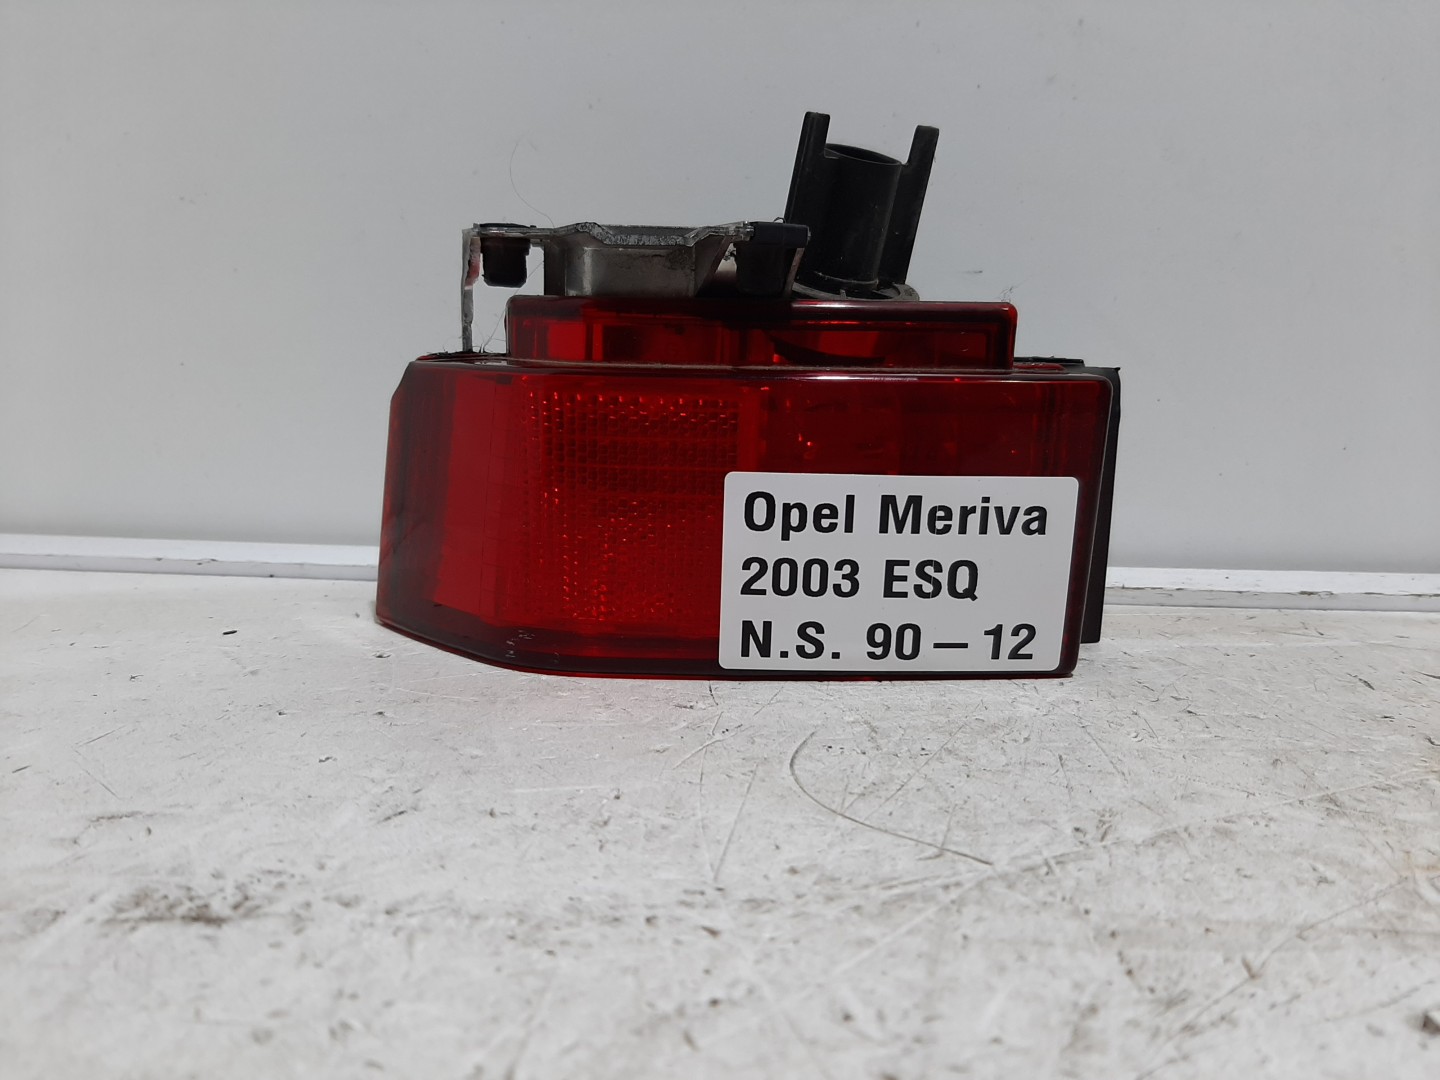 Opel Meriva
2003 ESQ
N.S. 90-12